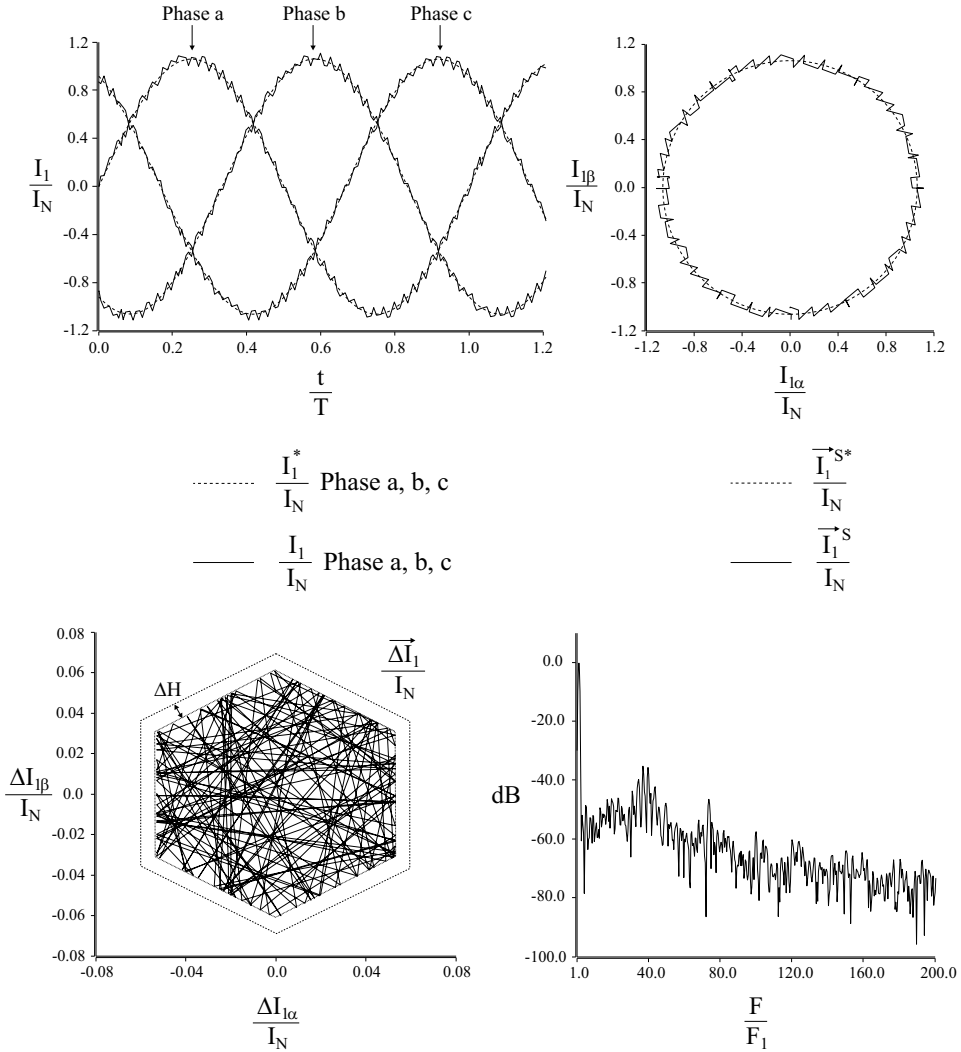 Phase a Phase b Phase c
1.2
0.8
0.4
0.0
-0.4
-0.8
-1.2
I1
IN
0.0 0.2 0.4 0.6 0.8 1.0 1.2
t
T
1.2
0.8
0.4
0.0
-0.4
-0.8
-1.2
I1β
IN
-1.2 -0.8 -0.4 0.0 0.4 0.8 1.2
I1α
IN
I1*
IN
Phase a, b, c
I1
IN
Phase a, b, c
I1 S*
IN
I1 S
IN
0.08
0.06
0.04
0.02
0.0
-0.02
-0.04
-0.06
-0.08
ΔI1β
IN
ΔH
ΔI1
IN
-0.08 -0.04 0.0 0.04 0.08
ΔI1α
IN
0.0
-20.0
-40.0
-60.0
-80.0
-100.0
dB
1.0 40.0 80.0 120.0 160.0 200.0
F
F1